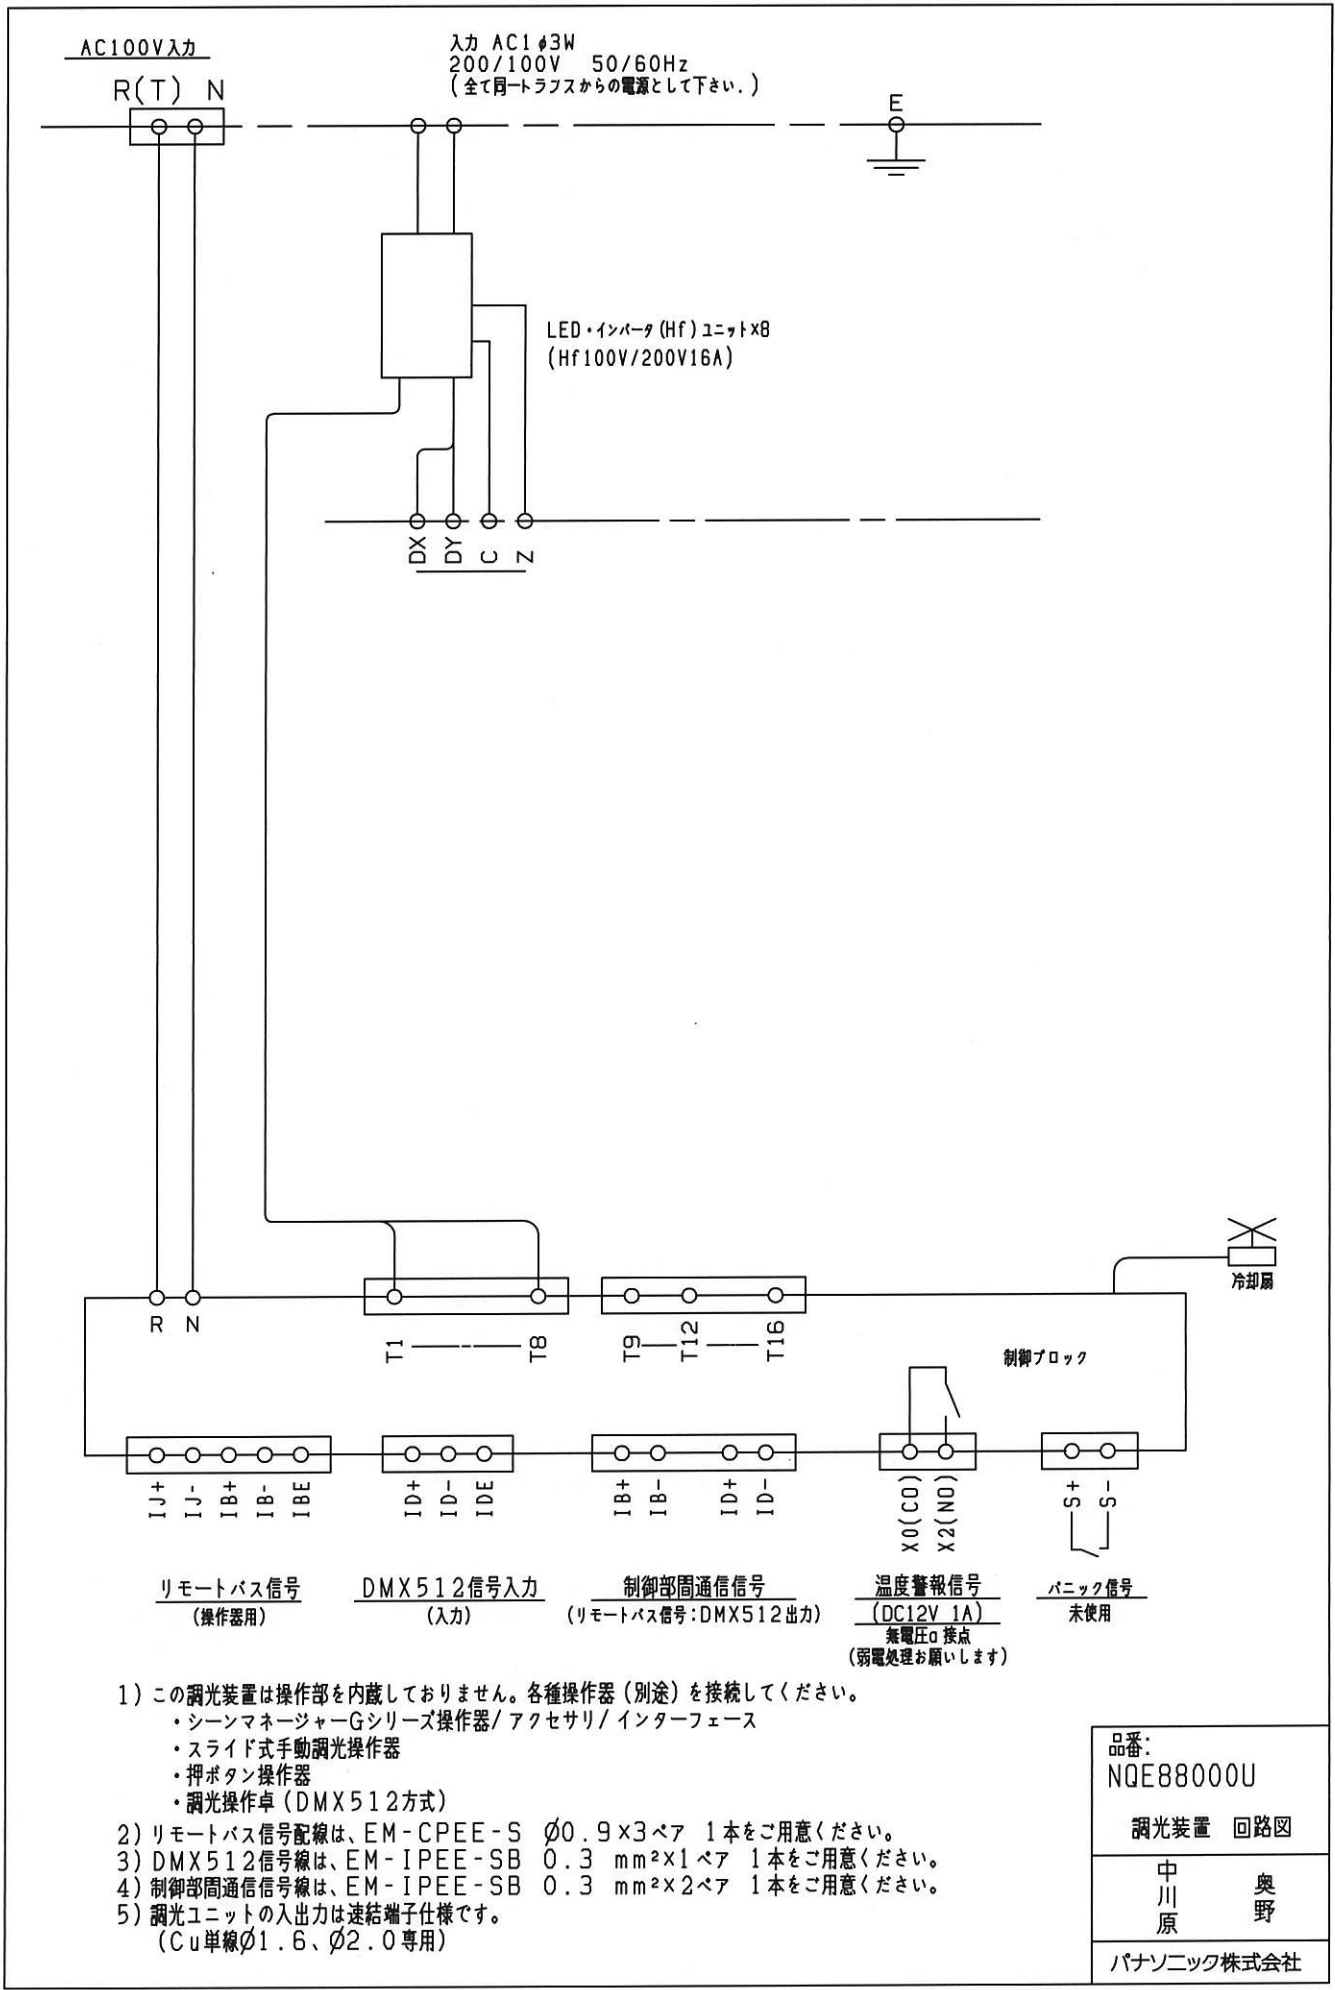 AC100V入力
R(T) N
入力 AC1φ3W
200/100V 50/60Hz
(全て同一トランスからの電源として下さい.)
E
LED・インバータ(Hf)ユニット×8
(Hf100V/200V16A)
DX DY C Z
冷却扇
R N
T1 T8
T9 T12 T16
制御ブロック
IJ+ IJ- IB+ IB- IBE
ID+ ID- IDE
IB+ IB- ID+ ID-
X0(CO) X2(NO)
S+ S-
リモートバス信号
(操作器用)
DMX512信号入力
(入力)
制御部間通信信号
(リモートバス信号:DMX512出力)
温度警報信号
(DC12V 1A)
無電圧a接点
(弱電処理お願いします)
パニック信号
未使用
1)この調光装置は操作部を内蔵しておりません。各種操作器(別途)を接続してください。
・シーンマネージャーGシリーズ操作器/アクセサリ/インターフェース
・スライド式手動調光操作器
・押ボタン操作器
・調光操作卓(DMX512方式)
2)リモートバス信号配線は、EM-CPEE-S Ø0.9×3ペア 1本をご用意ください。
3)DMX512信号線は、EM-IPEE-SB 0.3 mm²×1ペア 1本をご用意ください。
4)制御部間通信信号線は、EM-IPEE-SB 0.3 mm²×2ペア 1本をご用意ください。
5)調光ユニットの入出力は速結端子仕様です。
(Cu単線Ø1.6、Ø2.0専用)
品番:
NQE88000U
調光装置 回路図
中川原 奥野
パナソニック株式会社